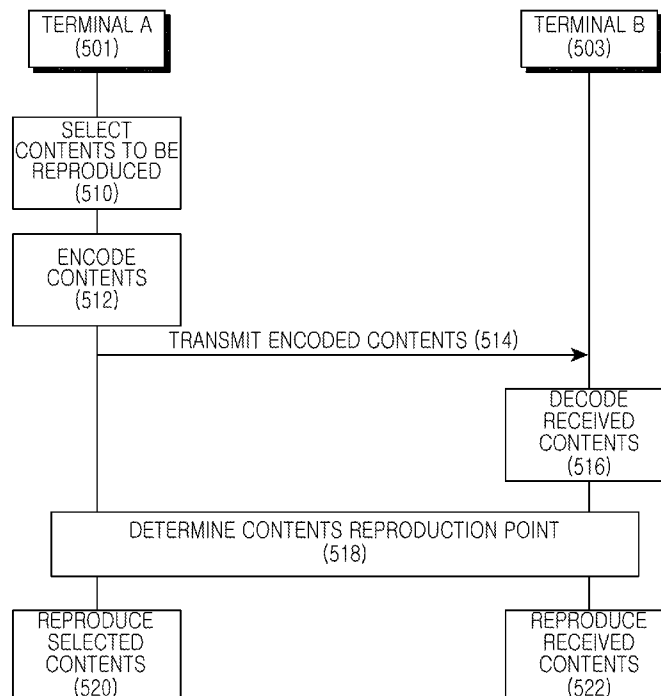 TERMINAL A
(501)
TERMINAL B
(503)
SELECT
CONTENTS TO BE
REPRODUCED
(510)
ENCODE
CONTENTS
(512)
TRANSMIT ENCODED CONTENTS (514)
DECODE
RECEIVED
CONTENTS
(516)
DETERMINE CONTENTS REPRODUCTION POINT
(518)
REPRODUCE
SELECTED
CONTENTS
(520)
REPRODUCE
RECEIVED
CONTENTS
(522)